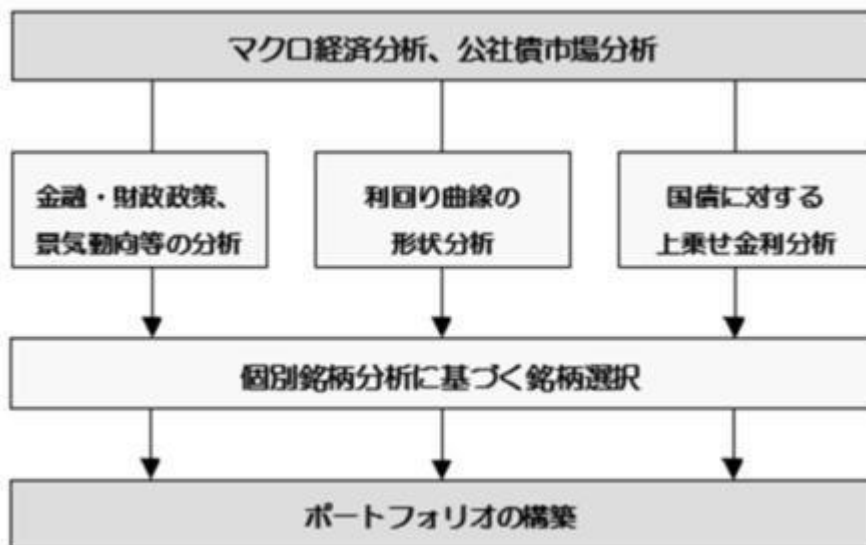 マクロ経済分析、公社債市場分析
金融・財政政策、
景気動向等の分析
利回り曲線の
形状分析
国債に対する
上乗せ金利分析
個別銘柄分析に基づく銘柄選択
ポートフォリオの構築